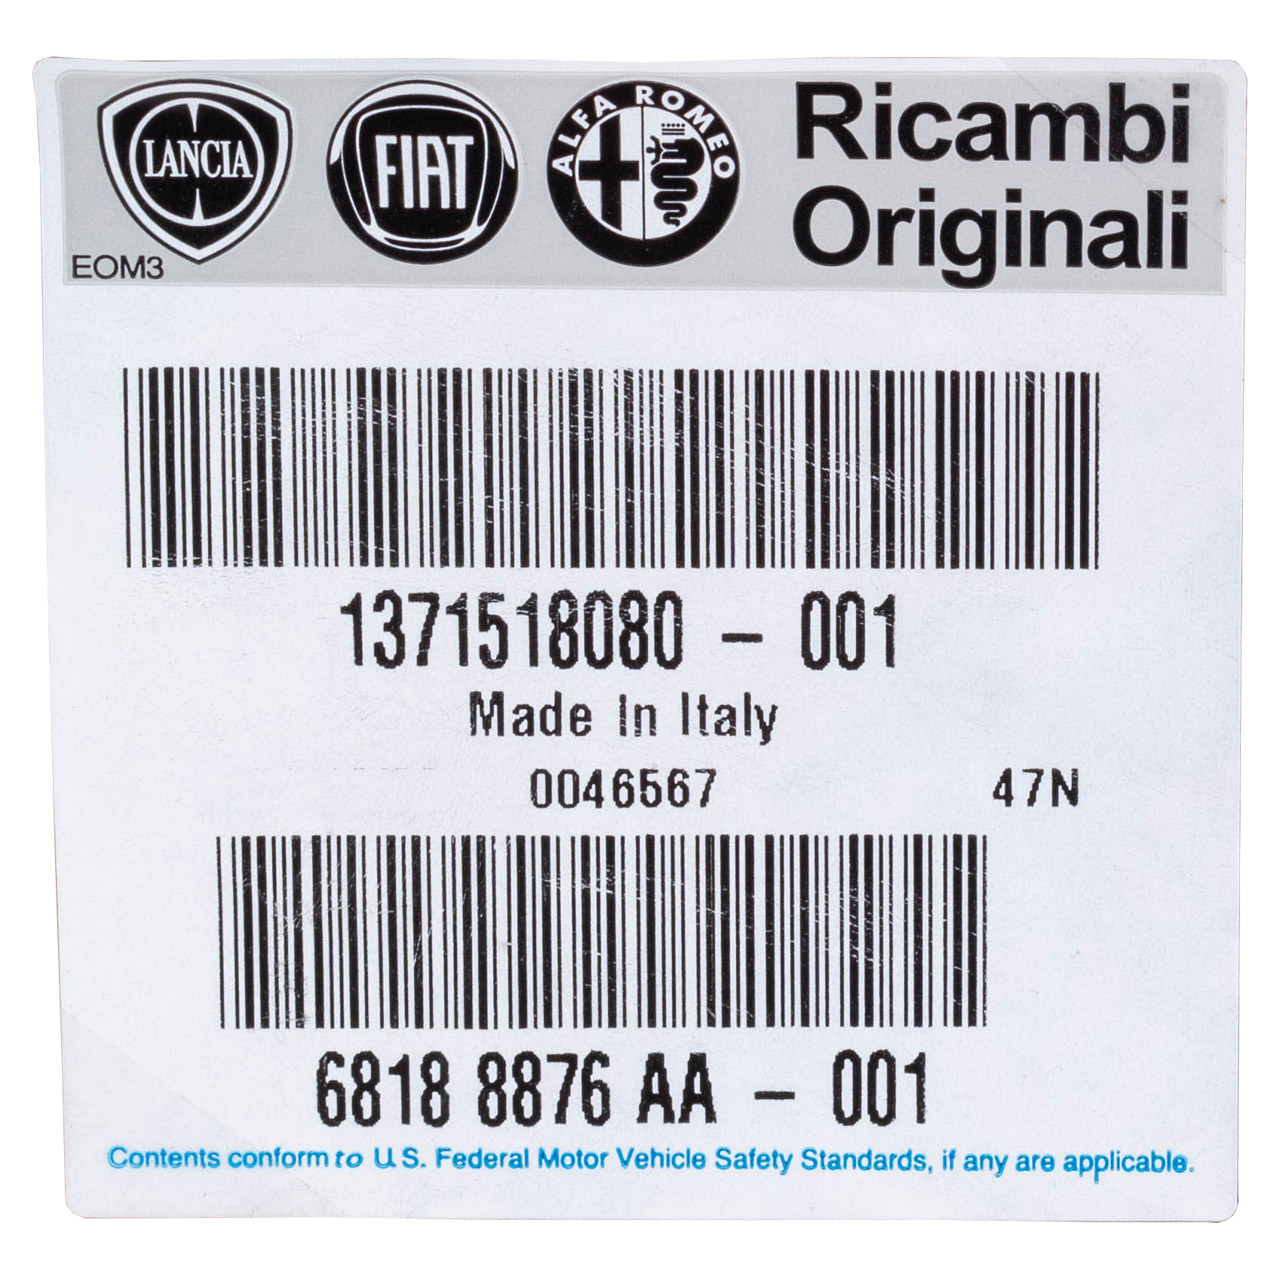 LANCIA FIAT ALFA ROMEO Ricambi
Originali
EOM3
1371518080 - 001
Made In Italy
0046567 47N
6818 8876 AA - 001
Contents conform to U.S. Federal Motor Vehicle Safety Standards, if any are applicable.